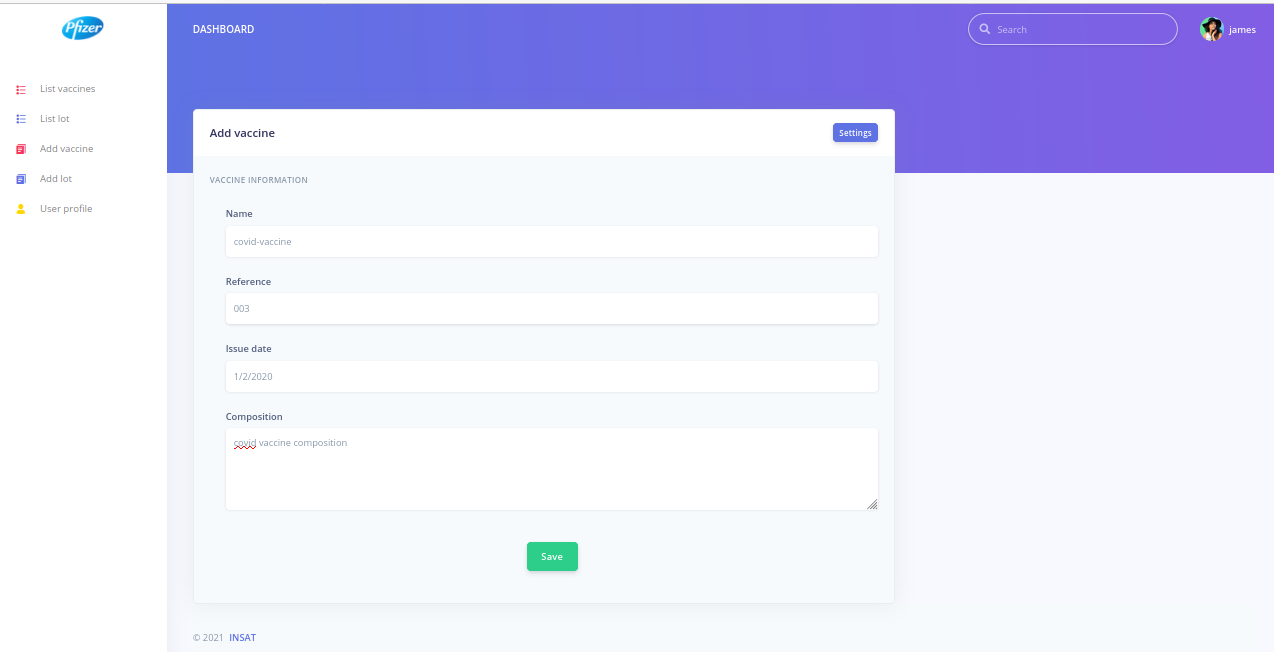 Pfizer
DASHBOARD
Search
james
List vaccines
List lot
Add vaccine
Add lot
User profile
Add vaccine
Settings
VACCINE INFORMATION
Name
covid-vaccine
Reference
003
Issue date
1/2/2020
Composition
covid vaccine composition
Save
© 2021 INSAT